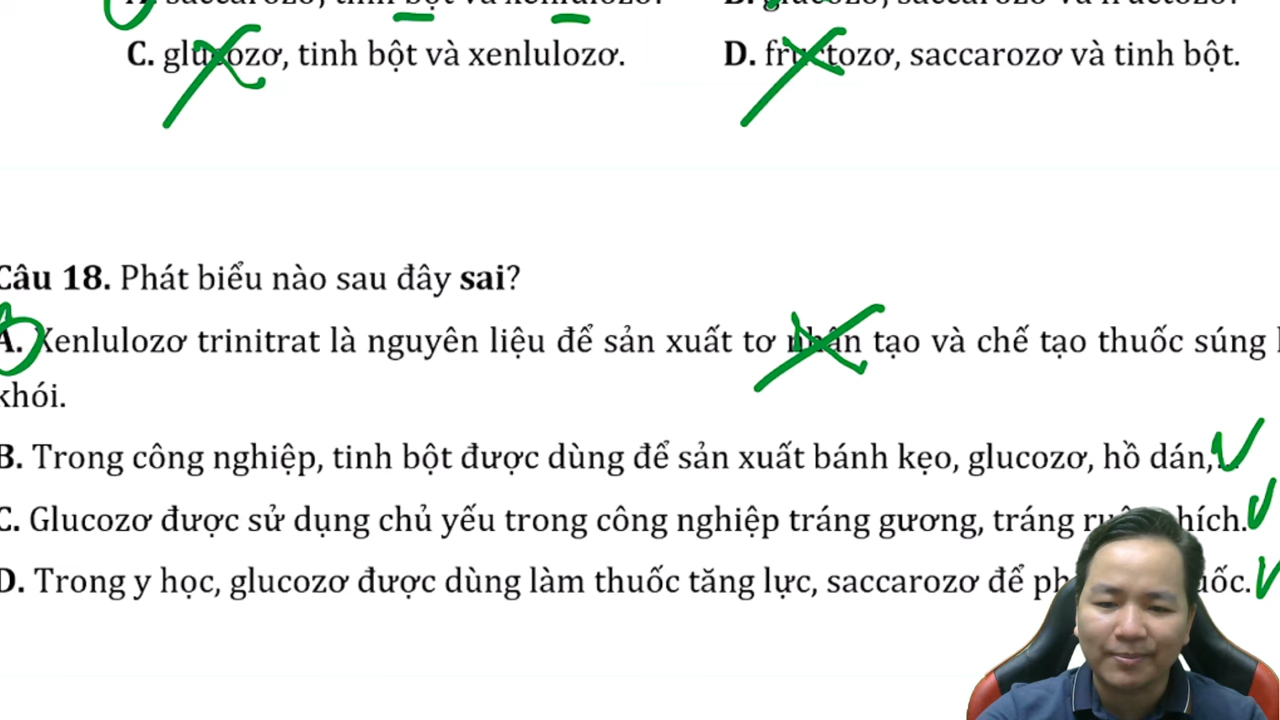 C. glucozơ, tinh bột và xenlulozơ. D. fructozơ, saccarozơ và tinh bột.
Câu 18. Phát biểu nào sau đây sai?
A. Xenlulozơ trinitrat là nguyên liệu để sản xuất tơ nhân tạo và chế tạo thuốc súng
khói.
B. Trong công nghiệp, tinh bột được dùng để sản xuất bánh kẹo, glucozơ, hồ dán,
C. Glucozơ được sử dụng chủ yếu trong công nghiệp tráng gương, tráng
D. Trong y học, glucozơ được dùng làm thuốc tăng lực, saccarozơ để